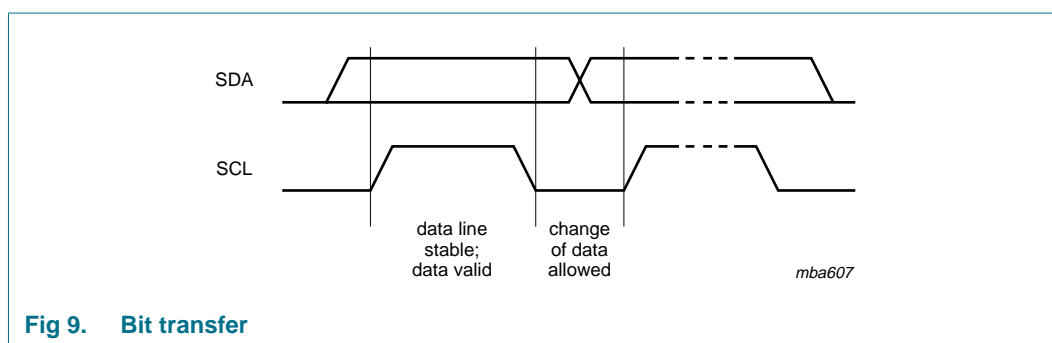 SDA
SCL
data line
stable;
data valid
change
of data
allowed
mba607
Fig 9. Bit transfer